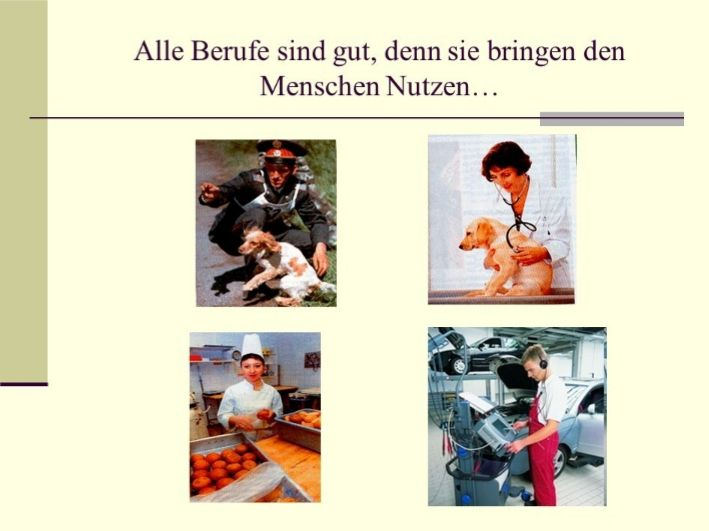 Alle Berufe sind gut, denn sie bringen den
Menschen Nutzen…